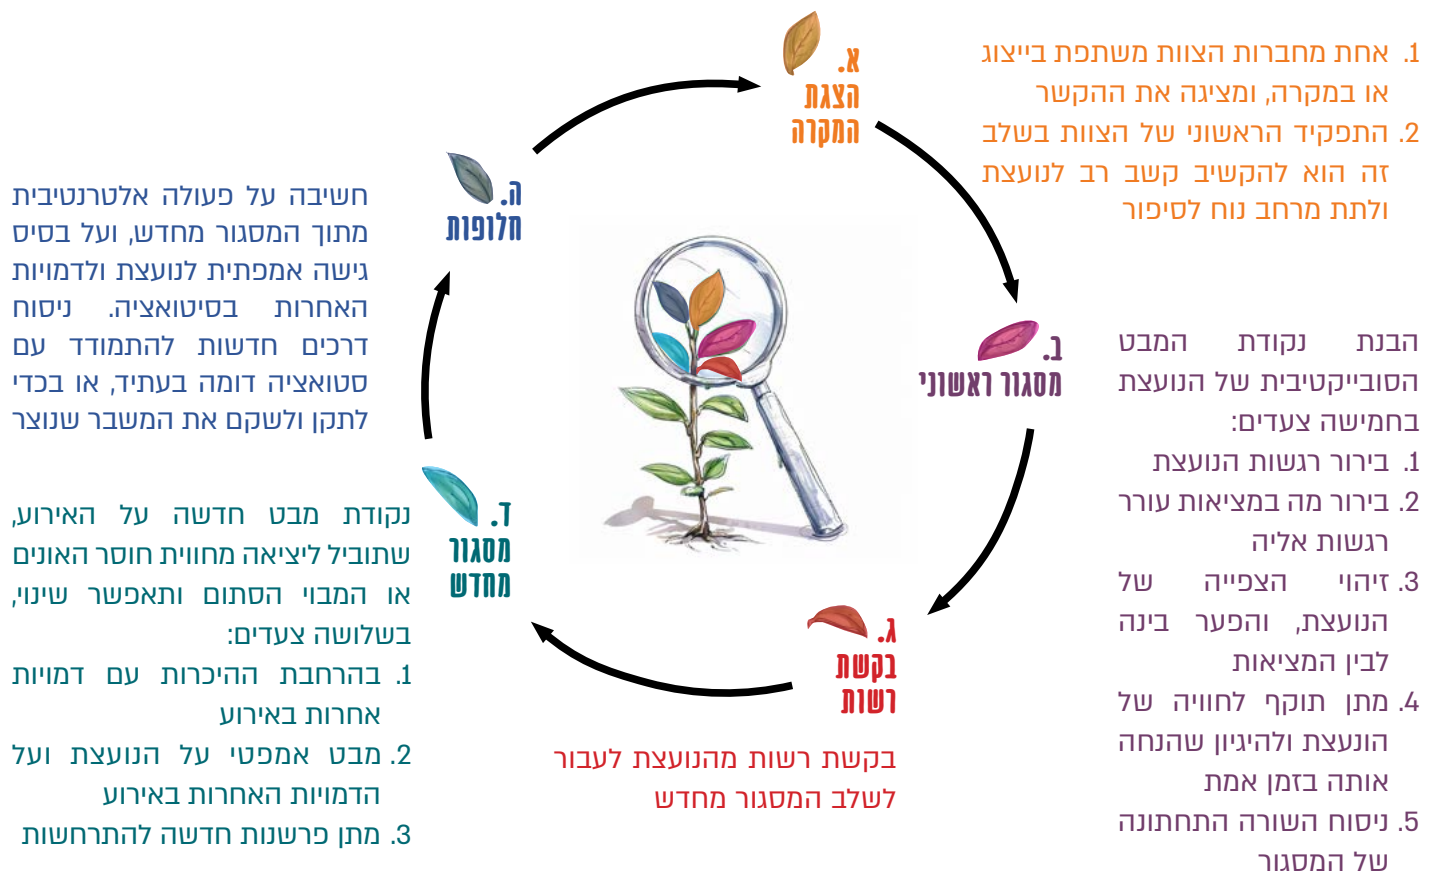 א.
הצגת
המקרה
1. אחת מחברות הצוות משתפת בייצוג
או במקרה, ומציגה את ההקשר
2. התפקיד הראשוני של הצוות בשלב
זה הוא להקשיב קשב רב לנועצת
ולתת מרחב נוח לסיפור
ב.
מסגור ראשוני
הבנת נקודת המבט
הסובייקטיבית של הנועצת
בחמישה צעדים:
1. בירור רגשות הנועצת
2. בירור מה במציאות עורר
רגשות אליה
3. זיהוי הצפייה של
הנועצת, והפער בינה
לבין המציאות
4. מתן תוקף לחוויה של
הונעצת ולהיגיון שהנחה
אותה בזמן אמת
5. ניסוח השורה התחתונה
של המסגור
ג.
בקשת
רשות
בקשת רשות מהנועצת לעבור
לשלב המסגור מחדש
ד.
מסגור
מחדש
נקודת מבט חדשה על האירוע,
שתוביל ליציאה מחווית חוסר האונים
או המבוי הסתום ותאפשר שינוי,
בשלושה צעדים:
1. בהרחבת ההיכרות עם דמויות
אחרות באירוע
2. מבט אמפטי על הנועצת ועל
הדמויות האחרות באירוע
3. מתן פרשנות חדשה להתרחשות
ה.
חלופות
חשיבה על פעולה אלטרנטיבית
מתוך המסגור מחדש, ועל בסיס
גישה אמפתית לנועצת ולדמויות
האחרות בסיטואציה. ניסוח
דרכים חדשות להתמודד עם
סטואציה דומה בעתיד, או בכדי
לתקן ולשקם את המשבר שנוצר